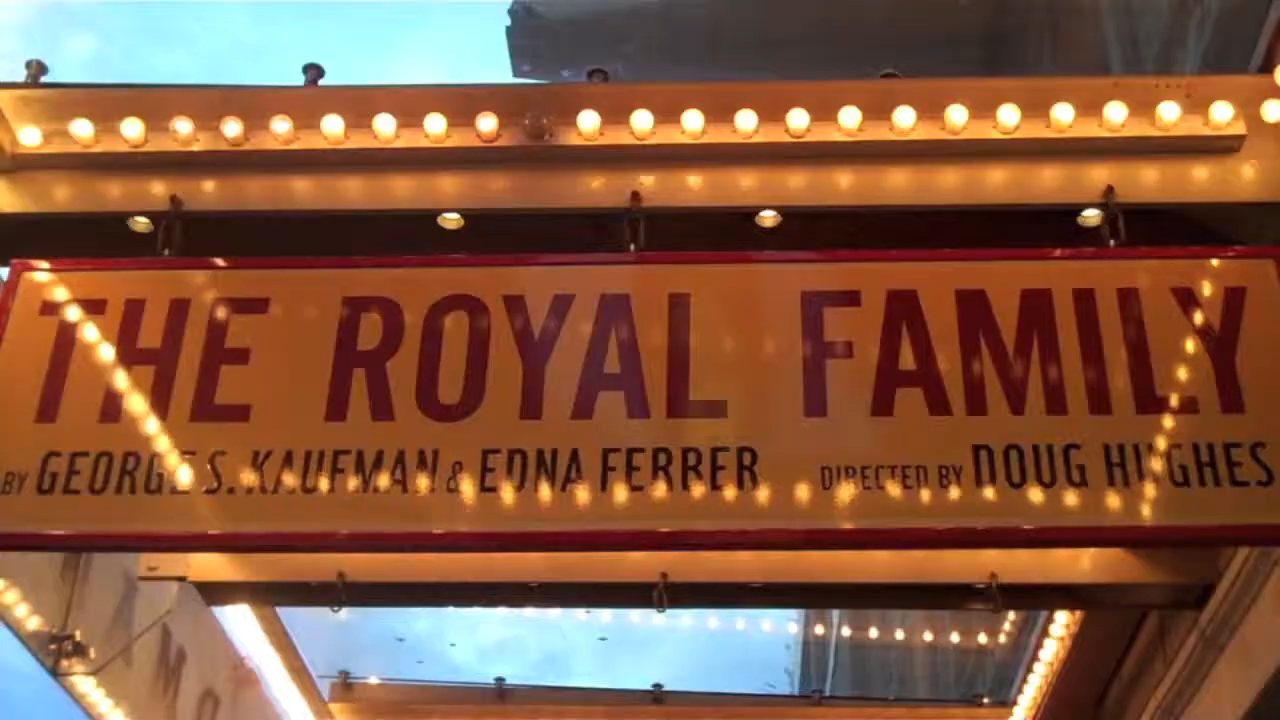 THE ROYAL FAMILY
BY GEORGE S. KAUFMAN & EDNA FERBER DIRECTED BY DOUG HUGHES